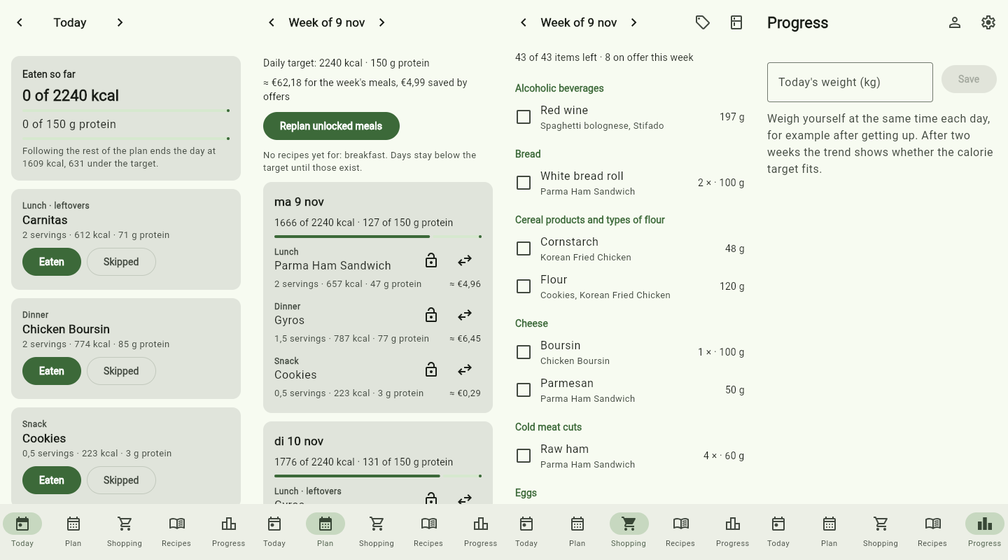 Today
Eaten so far
0 of 2240 kcal
0 of 150 g protein
Following the rest of the plan ends the day at
1609 kcal, 631 under the target.
Lunch · leftovers
Carnitas
2 servings · 612 kcal · 71 g protein
Eaten
Skipped
Dinner
Chicken Boursin
2 servings · 774 kcal · 85 g protein
Eaten
Skipped
Snack
Cookies
0,5 servings · 223 kcal · 3 g protein
Eaten
Skipped
Today
Plan
Shopping
Recipes
Progress
Week of 9 nov
Daily target: 2240 kcal · 150 g protein
≈ €62,18 for the week's meals, €4,99 saved by
offers
Replan unlocked meals
No recipes yet for: breakfast. Days stay below the
target until those exist.
ma 9 nov
1666 of 2240 kcal · 127 of 150 g protein
Lunch
Parma Ham Sandwich
2 servings · 657 kcal · 47 g protein
≈ €4,96
Dinner
Gyros
1,5 servings · 787 kcal · 77 g protein
≈ €6,45
Snack
Cookies
0,5 servings · 223 kcal · 3 g protein
≈ €0,29
di 10 nov
1776 of 2240 kcal · 131 of 150 g protein
Lunch · leftovers
Gyros
Today
Plan
Shopping
Recipes
Progress
Week of 9 nov
43 of 43 items left · 8 on offer this week
Alcoholic beverages
Red wine
Spaghetti bolognese, Stifado
197 g
Bread
White bread roll
Parma Ham Sandwich
2 × · 100 g
Cereal products and types of flour
Cornstarch
Korean Fried Chicken
48 g
Flour
Cookies, Korean Fried Chicken
120 g
Cheese
Boursin
Chicken Boursin
1 × · 100 g
Parmesan
Parma Ham Sandwich
50 g
Cold meat cuts
Raw ham
Parma Ham Sandwich
4 × · 60 g
Eggs
Today
Plan
Shopping
Recipes
Progress
Progress
Today's weight (kg)
Save
Weigh yourself at the same time each day,
for example after getting up. After two
weeks the trend shows whether the calorie
target fits.
Today
Plan
Shopping
Recipes
Progress